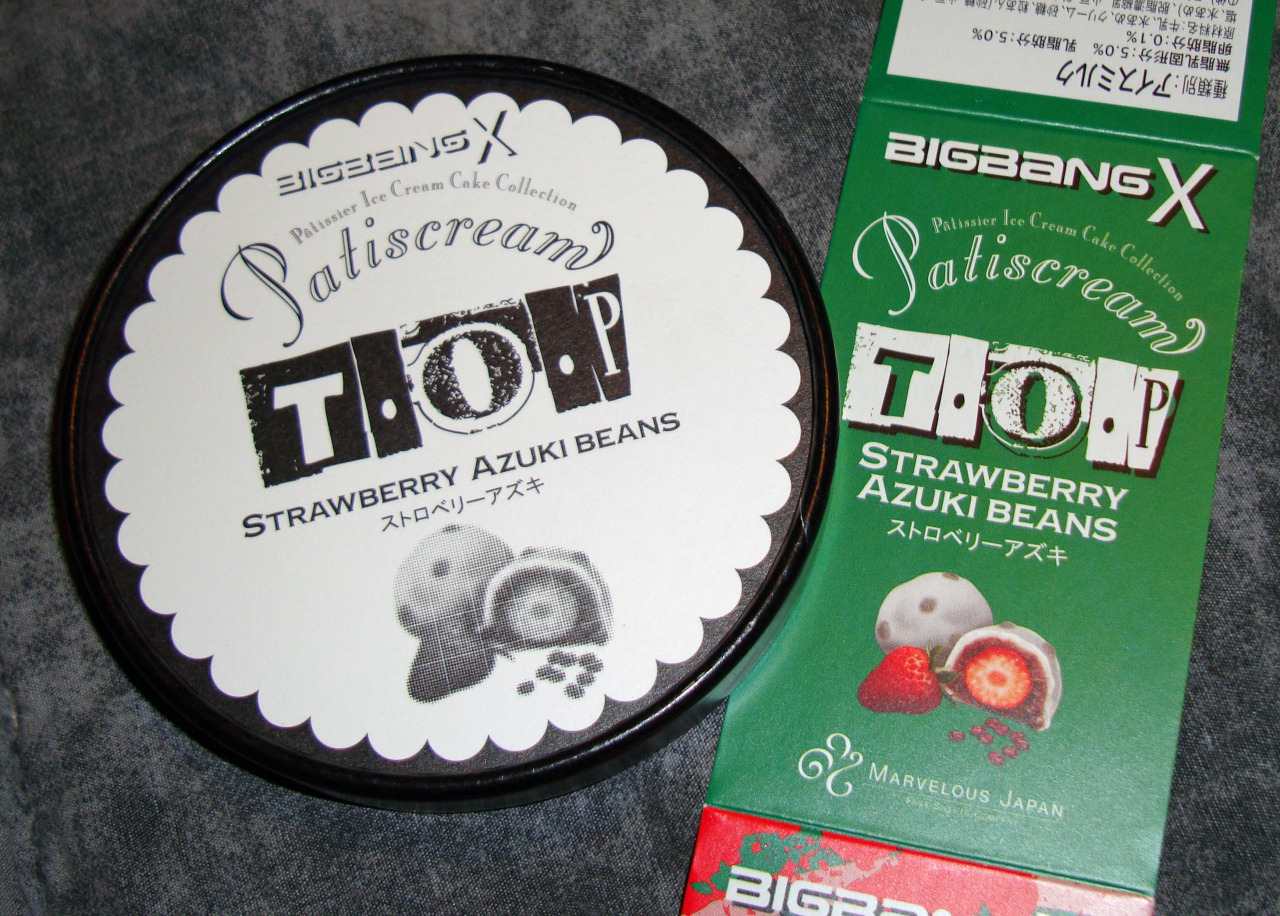 BIGBANG X
Pâtissier Ice Cream Cake Collection
Patiscream
T.O.P
STRAWBERRY AZUKI BEANS
ストロベリーアズキ
種類別:アイスミルク
無脂乳固形分:5.0% 乳脂肪分:5.0%
卵脂肪分:0.1%
BIGBANG X
Pâtissier Ice Cream Cake Collection
Patiscream
T.O.P
STRAWBERRY
AZUKI BEANS
ストロベリーアズキ
MARVELOUS JAPAN